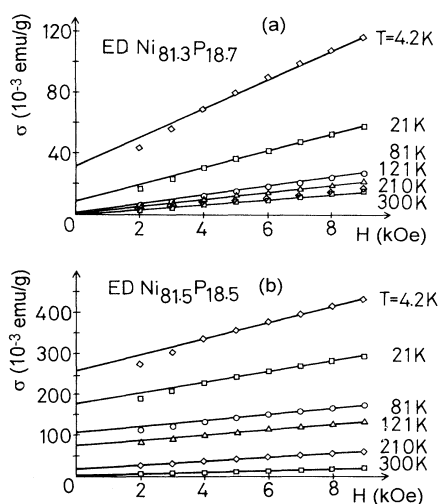 (a)
ED Ni81.3P18.7
σ (10-3 emu/g)
120
80
40
0
T=4.2K
21K
81K
121K
210K
300K
0 2 4 6 8
H (kOe)
(b)
ED Ni81.5P18.5
σ (10-3 emu/g)
400
300
200
100
0
T=4.2K
21K
81K
121K
210K
300K
0 2 4 6 8
H (kOe)